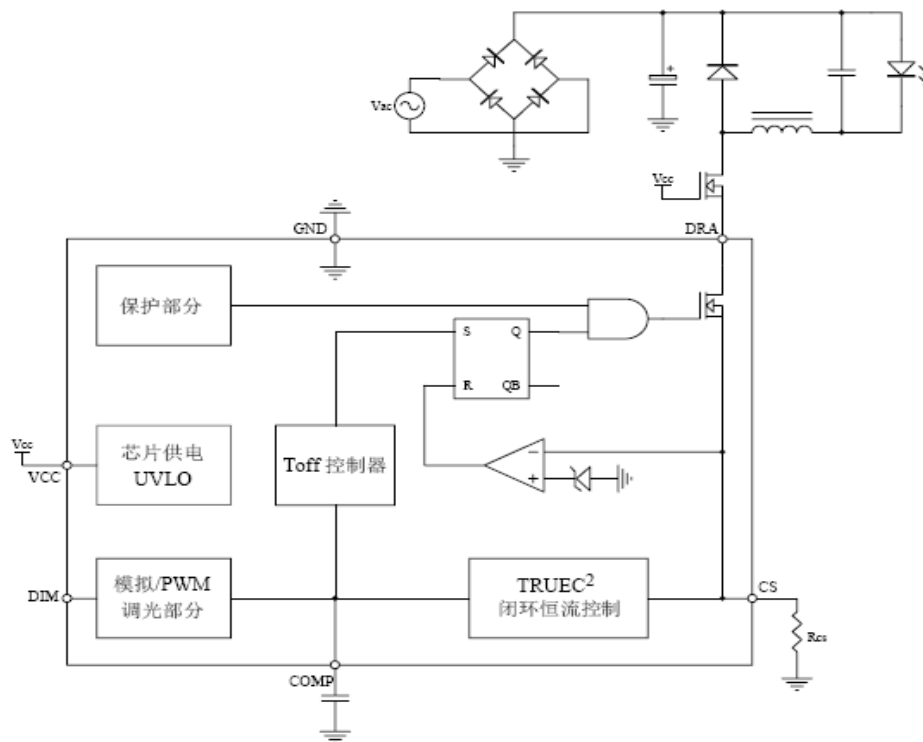 Vac
+
Vcc
GND
DRA
保护部分
S
Q
R
QB
Vcc
VCC
芯片供电
UVLO
Toff 控制器
−
+
DIM
模拟/PWM
调光部分
TRUEC²
闭环恒流控制
CS
Rcs
COMP